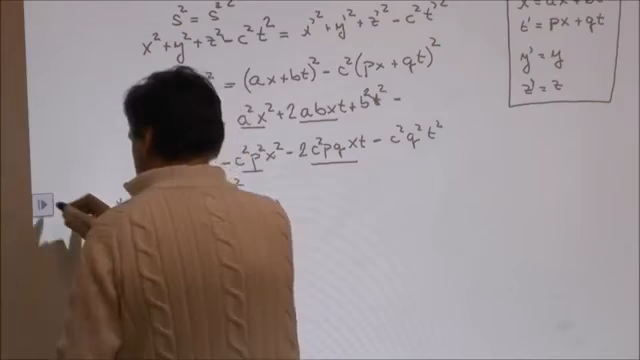 s² = s'²
x² + y² + z² - c²t² = x'² + y'² + z'² - c²t'²
² = (ax + bt)² - c²(px + qt)²
a²x² + 2abxt + b²t² -
- c²p²x² - 2c²pqxt - c²q²t²
t' = px + qt
y' = y
z' = z